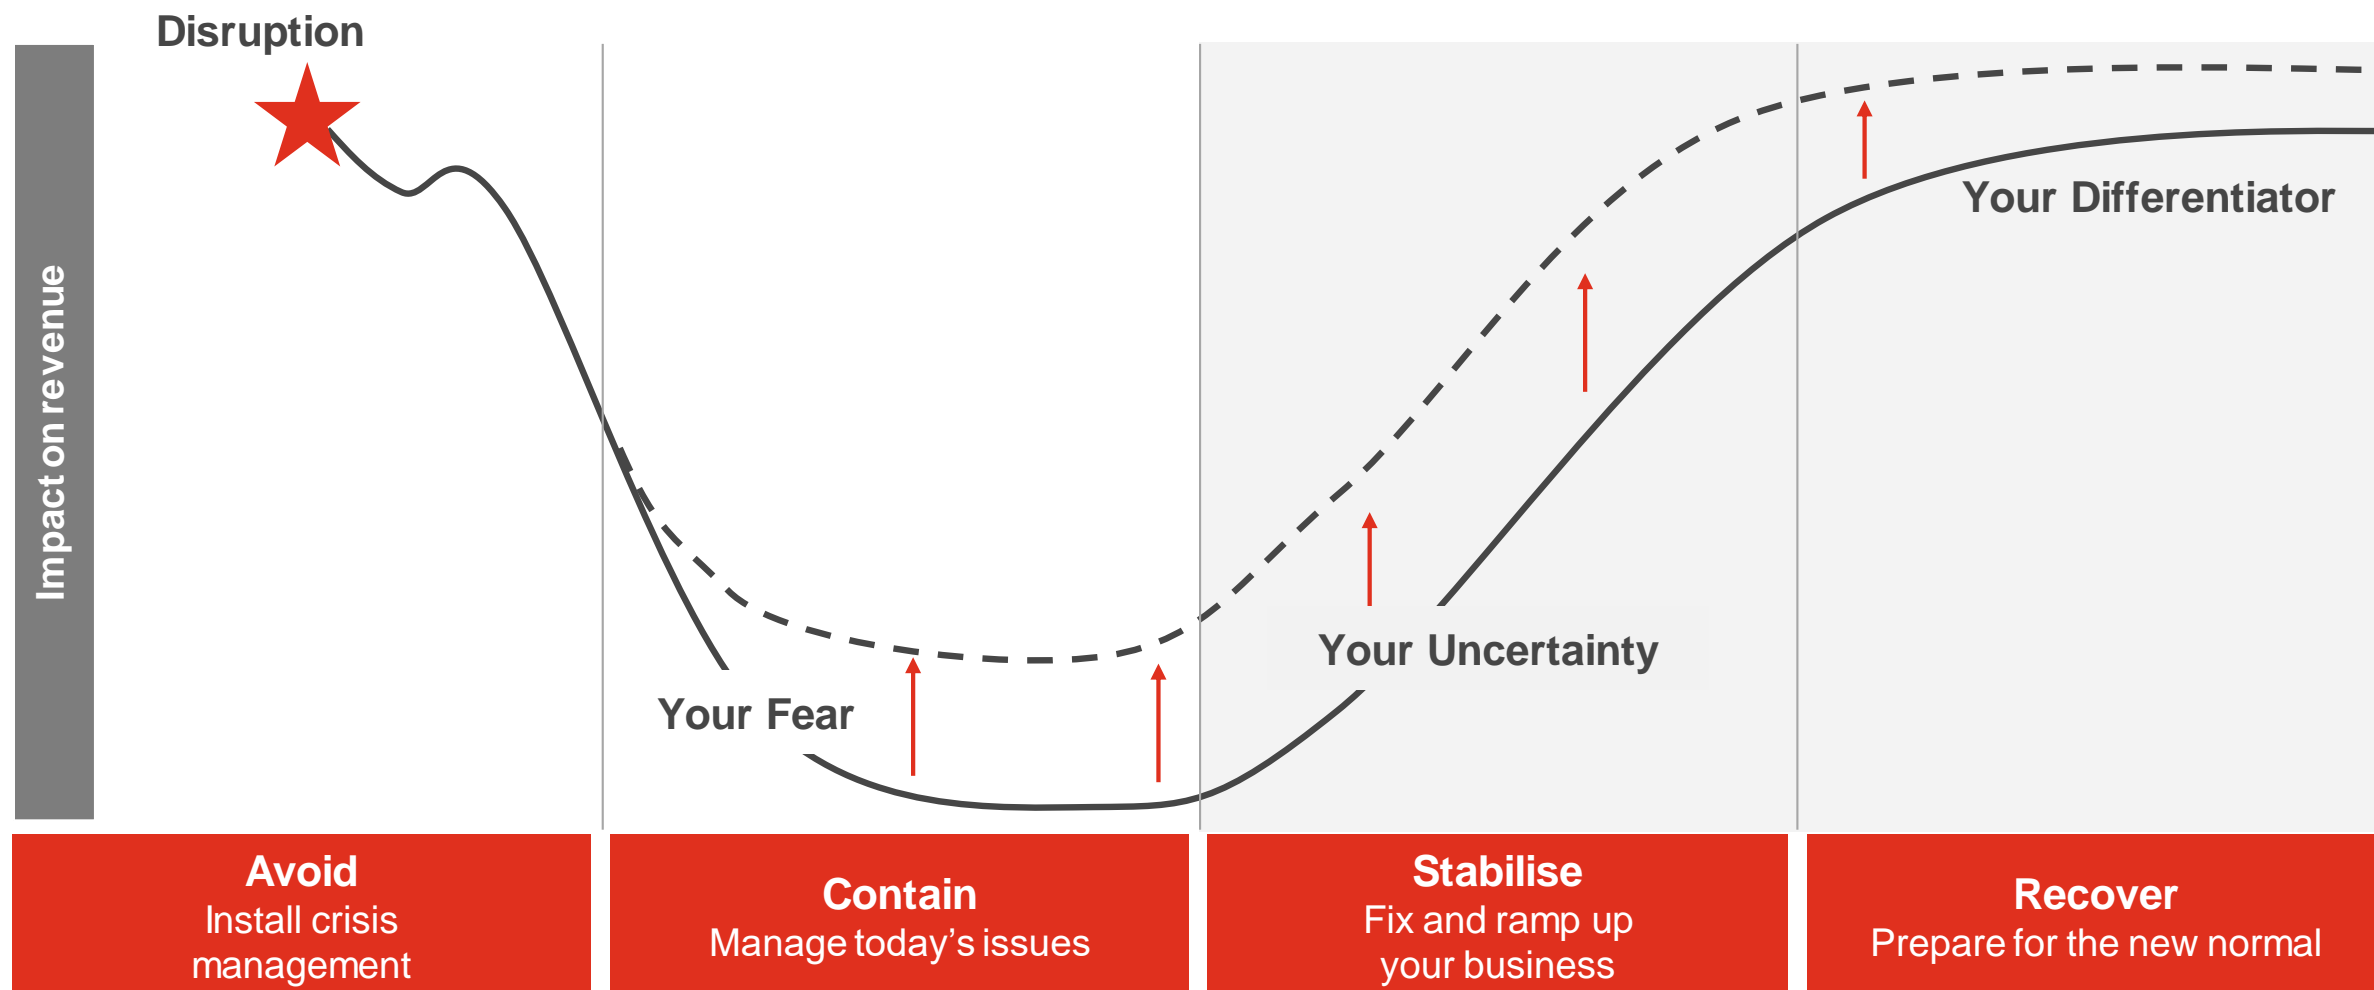 Disruption
Impact on revenue
Your Differentiator
Your Uncertainty
Your Fear
Avoid
Install crisis
management
Contain
Manage today’s issues
Stabilise
Fix and ramp up
your business
Recover
Prepare for the new normal